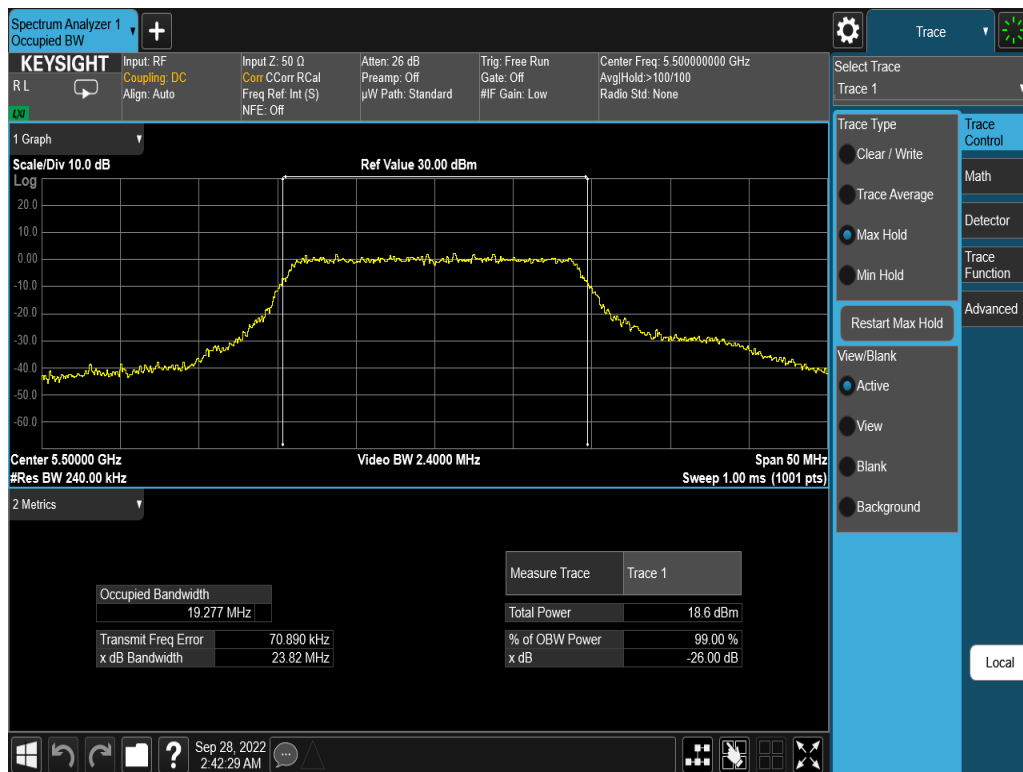 Spectrum Analyzer 1
Occupied BW
Trace
KEYSIGHT
R L
LXI
Input: RF
Coupling: DC
Align: Auto
Input Z: 50 Ω
Corr CCorr RCal
Freq Ref: Int (S)
NFE: Off
Atten: 26 dB
Preamp: Off
µW Path: Standard
Trig: Free Run
Gate: Off
#IF Gain: Low
Center Freq: 5.500000000 GHz
Avg|Hold:>100/100
Radio Std: None
Select Trace
Trace 1
1 Graph
Scale/Div 10.0 dB
Ref Value 30.00 dBm
Log
20.0
10.0
0.00
-10.0
-20.0
-30.0
-40.0
-50.0
-60.0
Center 5.50000 GHz
Video BW 2.4000 MHz
Span 50 MHz
#Res BW 240.00 kHz
Sweep 1.00 ms (1001 pts)
Trace Type
Clear / Write
Trace Average
Max Hold
Min Hold
Restart Max Hold
View/Blank
Active
View
Blank
Background
Trace
Control
Math
Detector
Trace
Function
Advanced
Local
2 Metrics
Occupied Bandwidth
19.277 MHz
Transmit Freq Error 70.890 kHz
x dB Bandwidth 23.82 MHz
Measure Trace Trace 1
Total Power 18.6 dBm
% of OBW Power 99.00 %
x dB -26.00 dB
?
Sep 28, 2022
2:42:29 AM